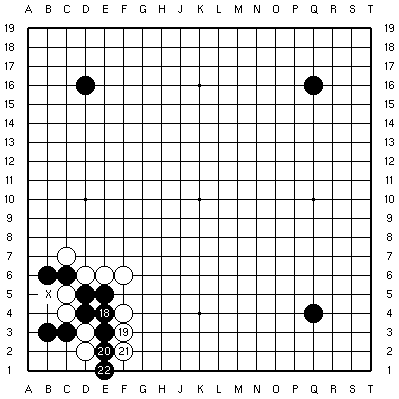 A B C D E F G H J K L M N O P Q R S T
19 19
18 18
17 17
16 16
15 15
14 14
13 13
12 12
11 11
10 10
9 9
8 8
7 7
6 6
5 X 5
4 18 4
3 19 3
2 20 21 2
1 22 1
A B C D E F G H J K L M N O P Q R S T